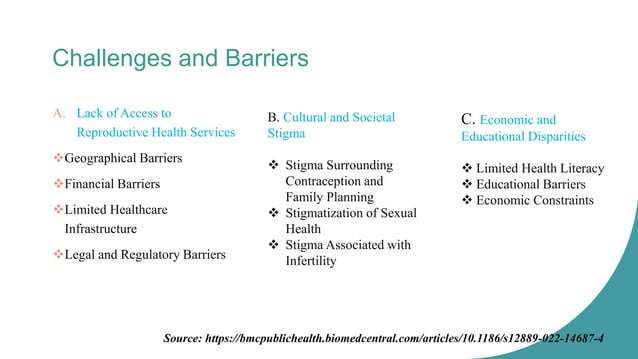 Challenges and Barriers
A. Lack of Access to
Reproductive Health Services
❖Geographical Barriers
❖Financial Barriers
❖Limited Healthcare
Infrastructure
❖Legal and Regulatory Barriers
B. Cultural and Societal
Stigma
❖ Stigma Surrounding
Contraception and
Family Planning
❖ Stigmatization of Sexual
Health
❖ Stigma Associated with
Infertility
C. Economic and
Educational Disparities
❖ Limited Health Literacy
❖ Educational Barriers
❖ Economic Constraints
Source: https://bmcpublichealth.biomedcentral.com/articles/10.1186/s12889-022-14687-4